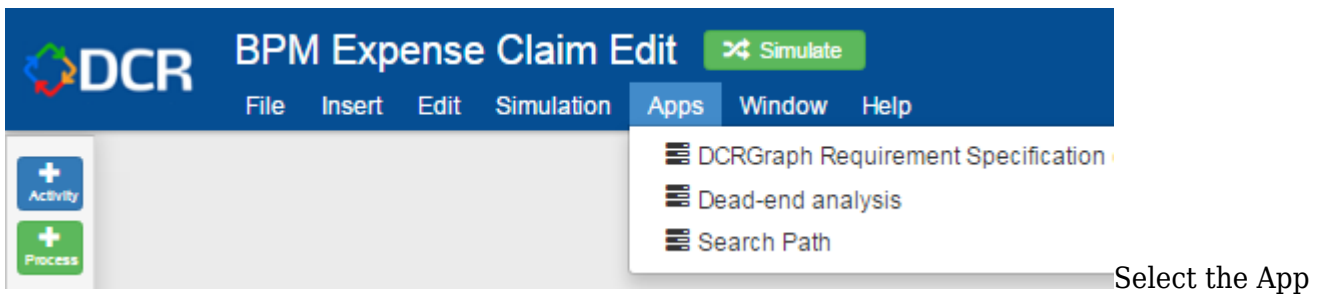 DCR
BPM Expense Claim Edit Simulate
File Insert Edit Simulation Apps Window Help
DCRGraph Requirement Specification
Activity
Dead-end analysis
Process
Search Path
Select the App